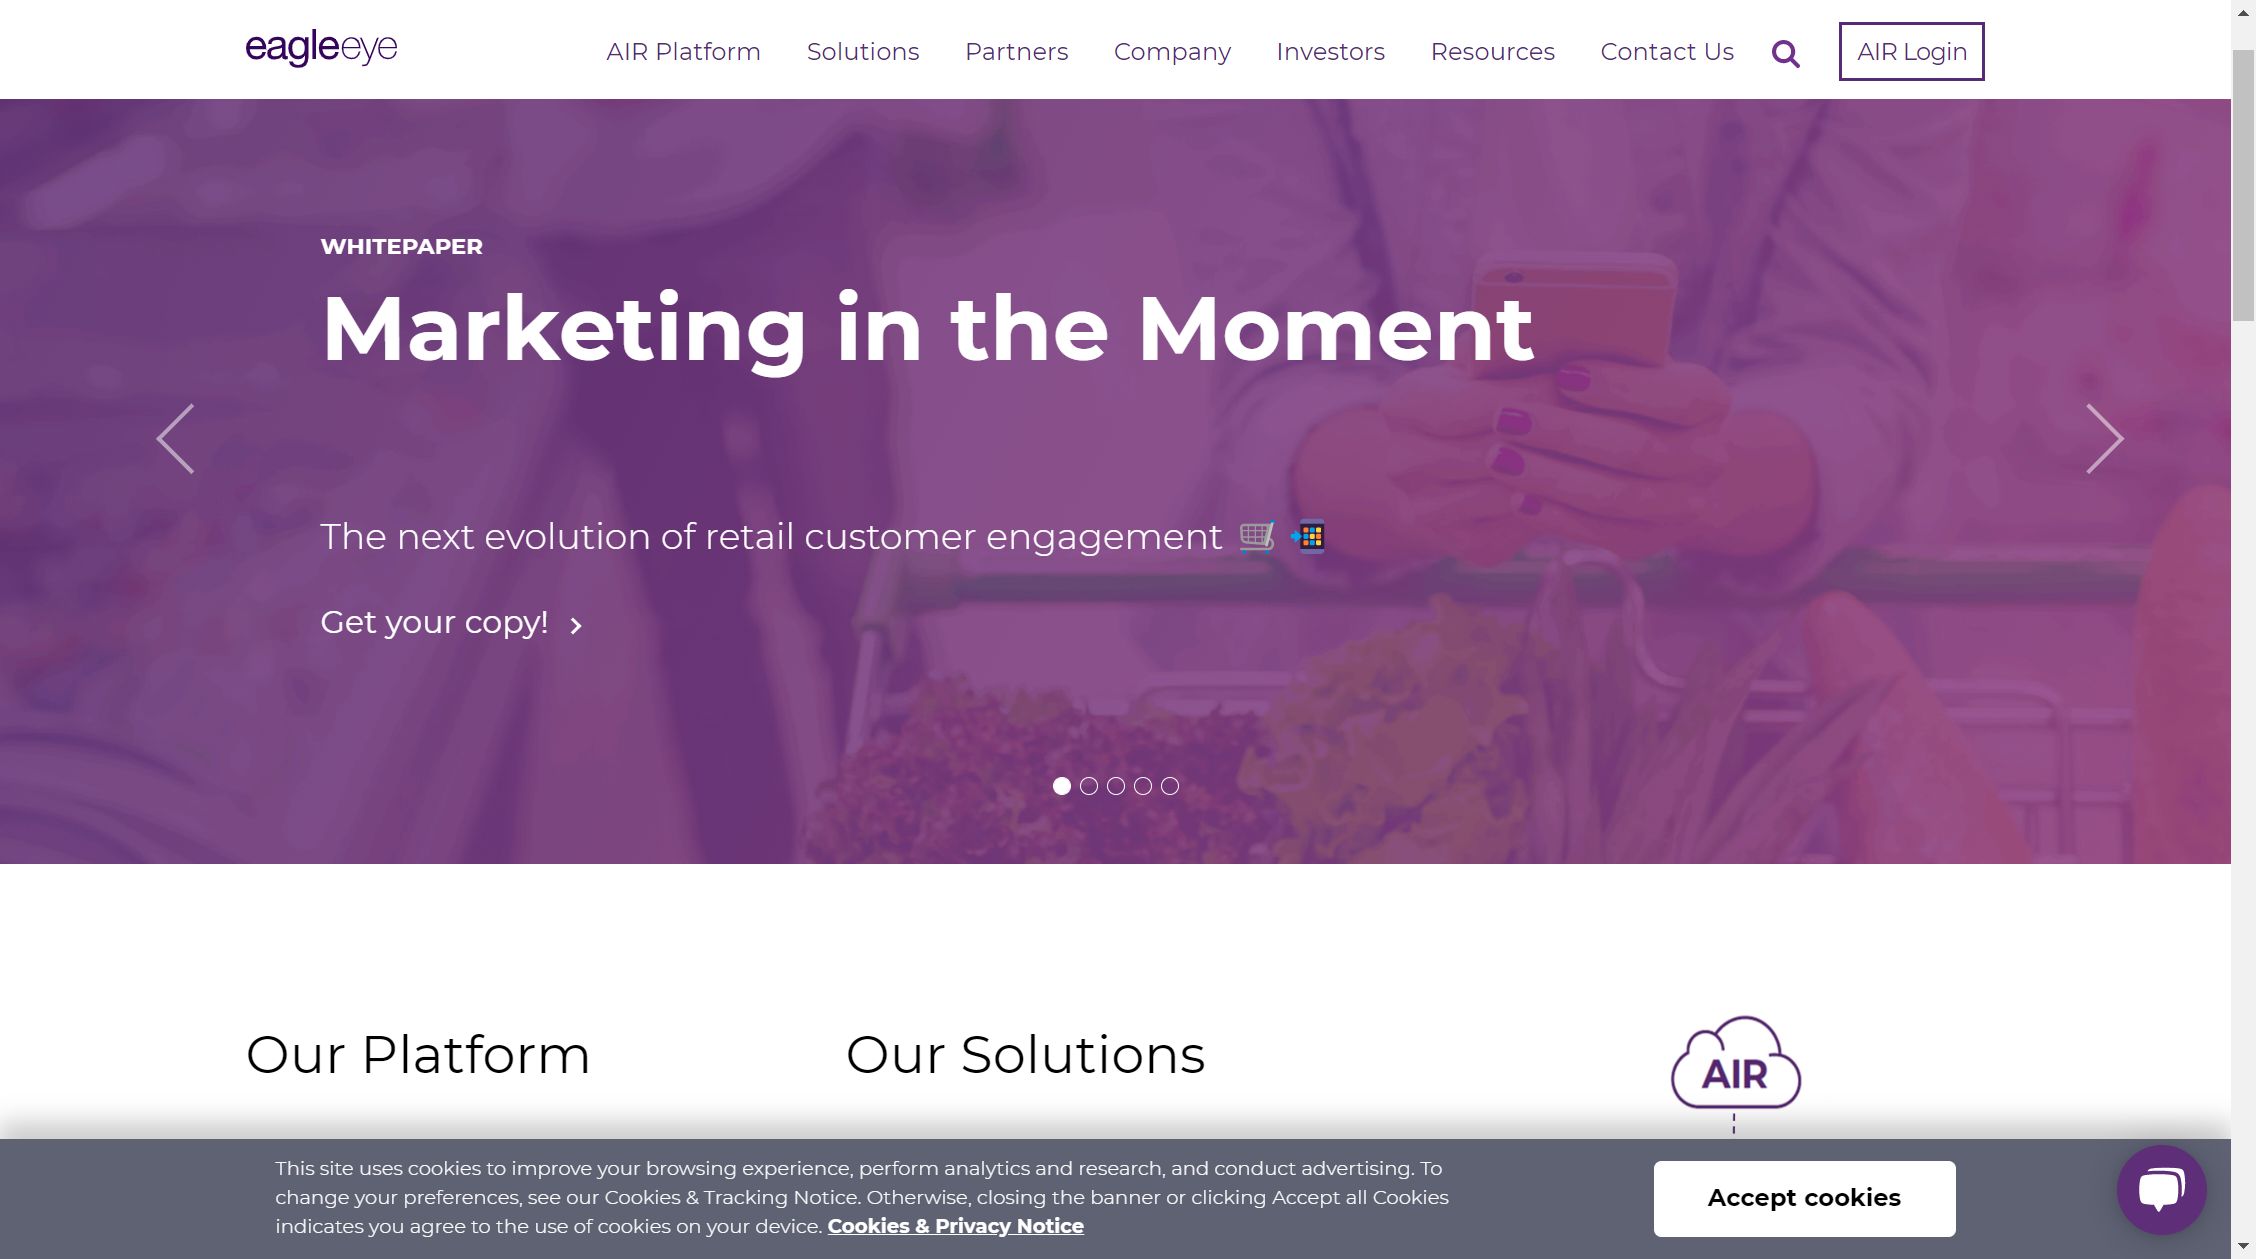 eagleeye
AIR Platform
Solutions
Partners
Company
Investors
Resources
Contact Us
AIR Login
WHITEPAPER
Marketing in the Moment
The next evolution of retail customer engagement 🛒 📲
Get your copy!
Our Platform
Our Solutions
AIR
This site uses cookies to improve your browsing experience, perform analytics and research, and conduct advertising. To
change your preferences, see our Cookies & Tracking Notice. Otherwise, closing the banner or clicking Accept all Cookies
indicates you agree to the use of cookies on your device. Cookies & Privacy Notice
Accept cookies